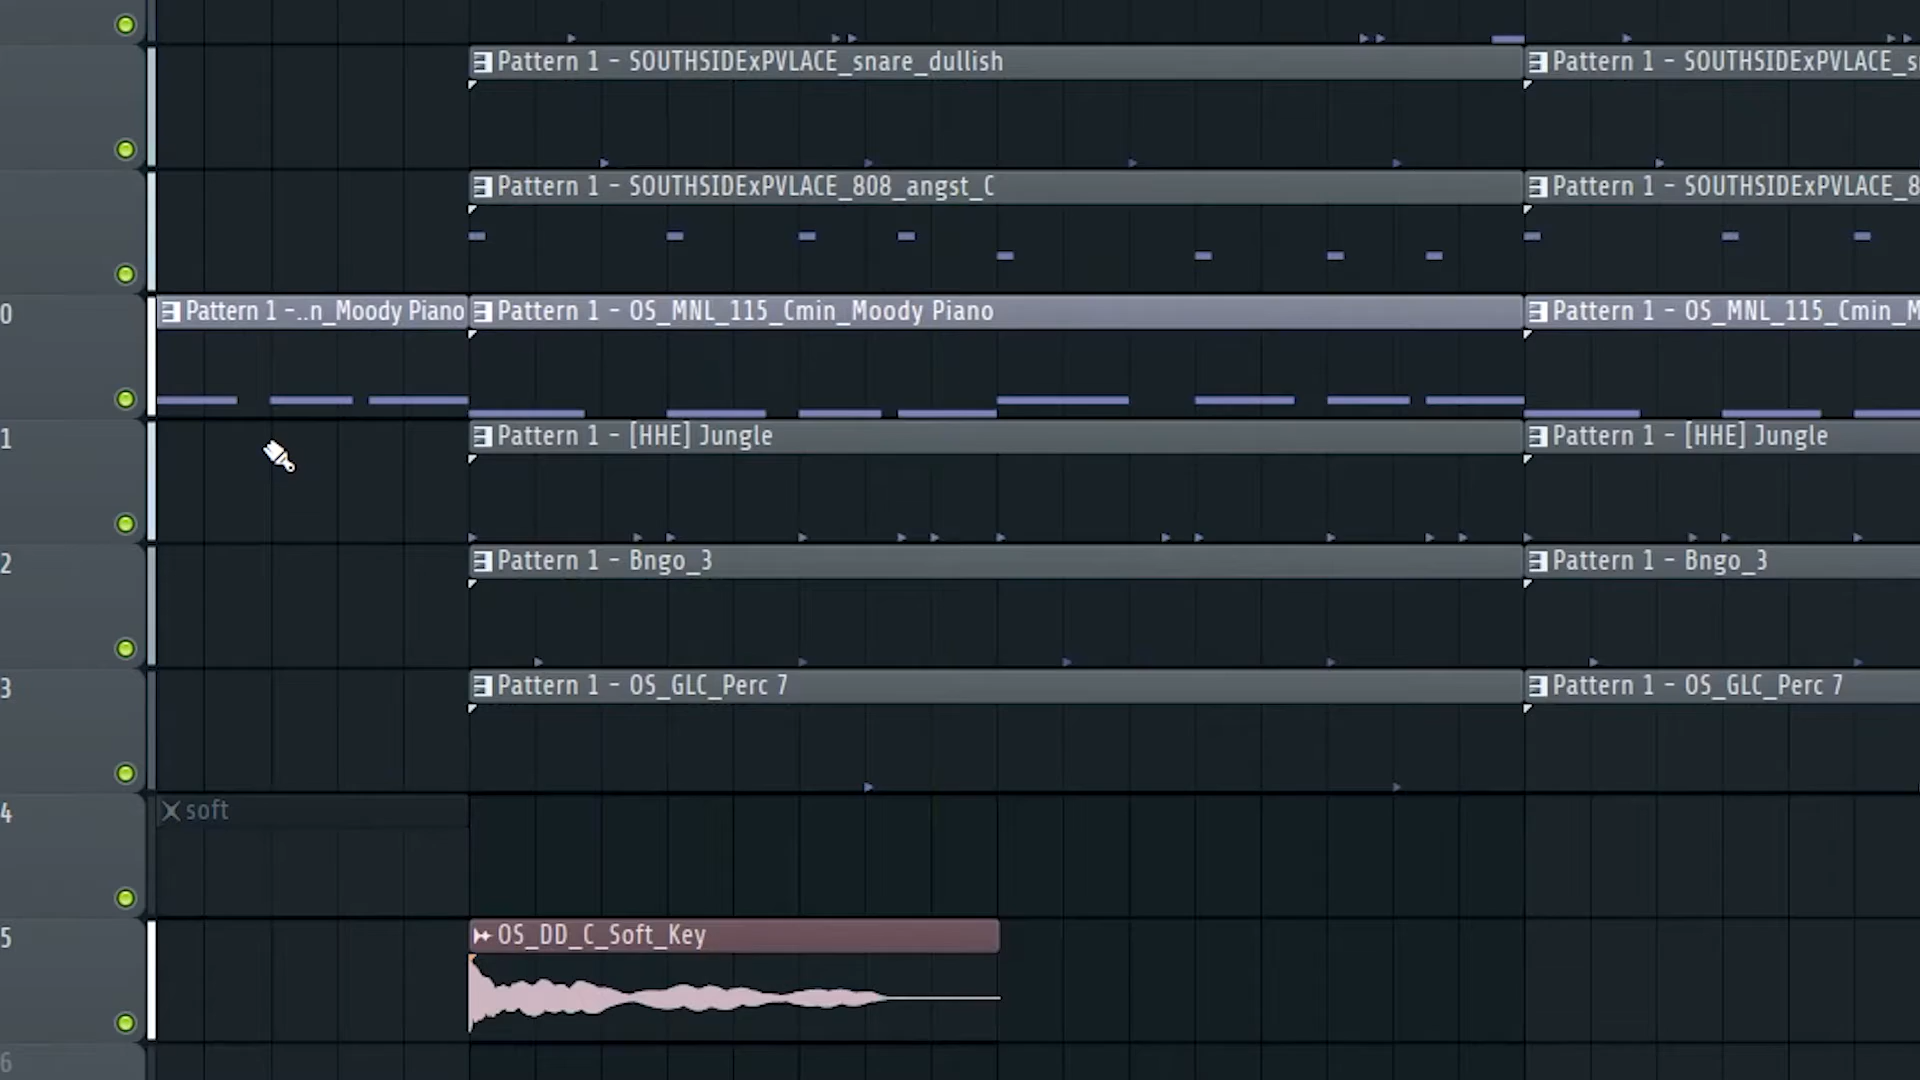 Pattern 1 - SOUTHSIDExPVLACE_snare_dullish
Pattern 1 - SOUTHSIDExPVLACE_s
Pattern 1 - SOUTHSIDExPVLACE_808_angst_C
Pattern 1 - SOUTHSIDExPVLACE_8
0
Pattern 1 -..n_Moody Piano
Pattern 1 - OS_MNL_115_Cmin_Moody Piano
Pattern 1 - OS_MNL_115_Cmin_M
1
Pattern 1 - [HHE] Jungle
Pattern 1 - [HHE] Jungle
2
Pattern 1 - Bngo_3
Pattern 1 - Bngo_3
3
Pattern 1 - OS_GLC_Perc 7
Pattern 1 - OS_GLC_Perc 7
4
soft
5
OS_DD_C_Soft_Key
6